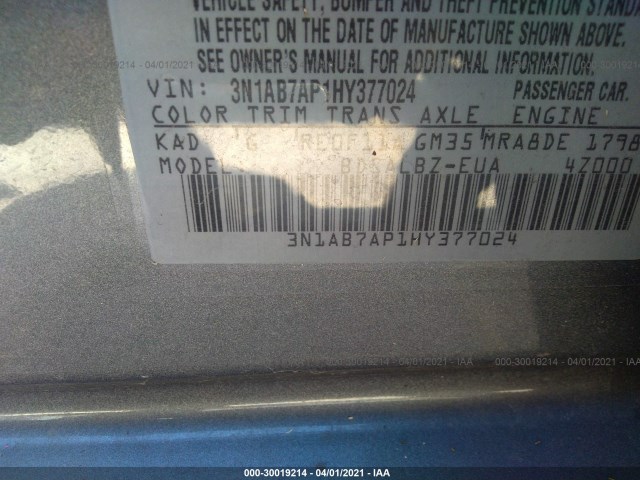 VEHICLE SAFETY, BUMPER AND THEFT PREVENTION STANDA
IN EFFECT ON THE DATE OF MANUFACTURE SHOWN ABOVE.
SEE OWNER'S MANUAL FOR ADDITIONAL INFORMATION.
VIN: 3N1AB7AP1HY377024 PASSENGER CAR.
COLOR TRIM TRANS AXLE ENGINE
KAD G GM35 MRA8DE 1798
MODEL 4Z000
3N1AB7AP1HY377024
000-30019214 - 04/01/2021 - IAA